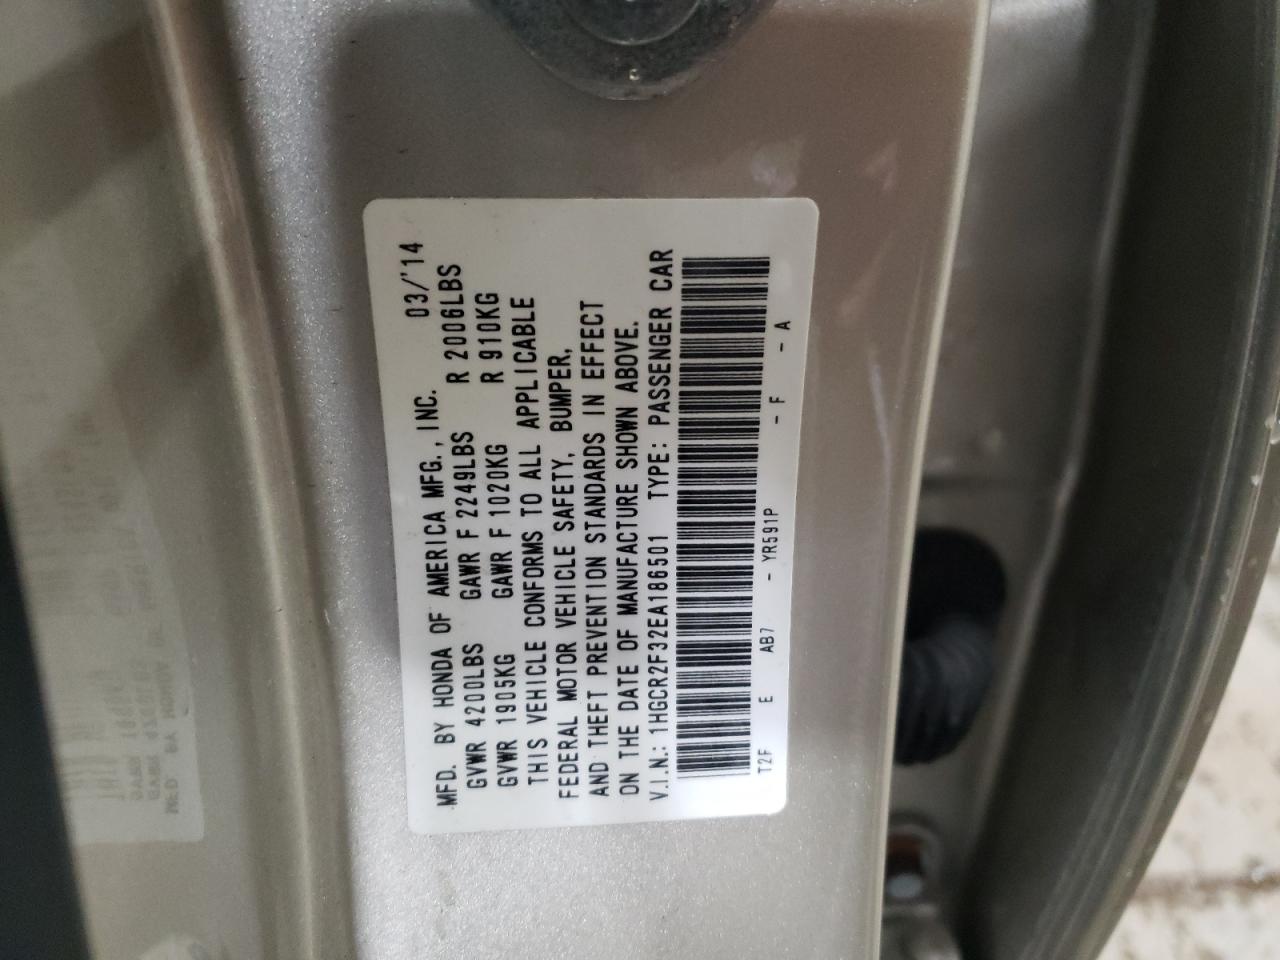 MFD. BY HONDA OF AMERICA MFG., INC. 03/'14
GVWR 4200LBS GAWR F 2249LBS R 2006LBS
GVWR 1905KG GAWR F 1020KG R 910KG
THIS VEHICLE CONFORMS TO ALL APPLICABLE
FEDERAL MOTOR VEHICLE SAFETY, BUMPER,
AND THEFT PREVENTION STANDARDS IN EFFECT
ON THE DATE OF MANUFACTURE SHOWN ABOVE.
V.I.N.: 1HGCR2F32EA186501 TYPE: PASSENGER CAR
T2F E AB7 - YR591P - F - A